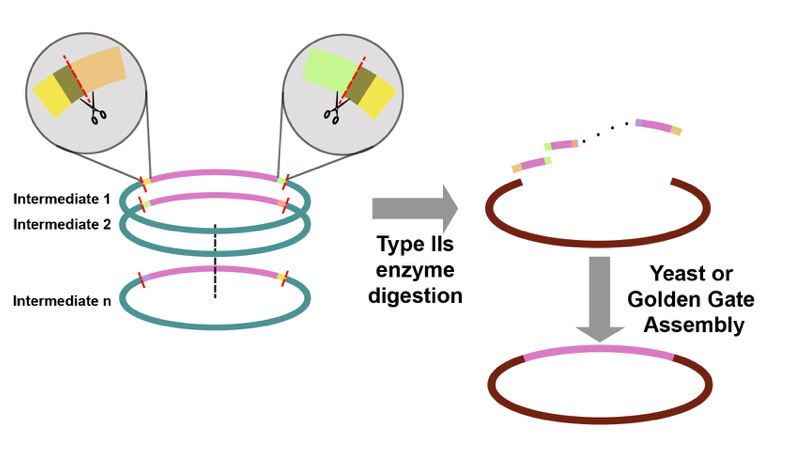 Intermediate 1
Intermediate 2
Intermediate n
Type IIs
enzyme
digestion
Yeast or
Golden Gate
Assembly